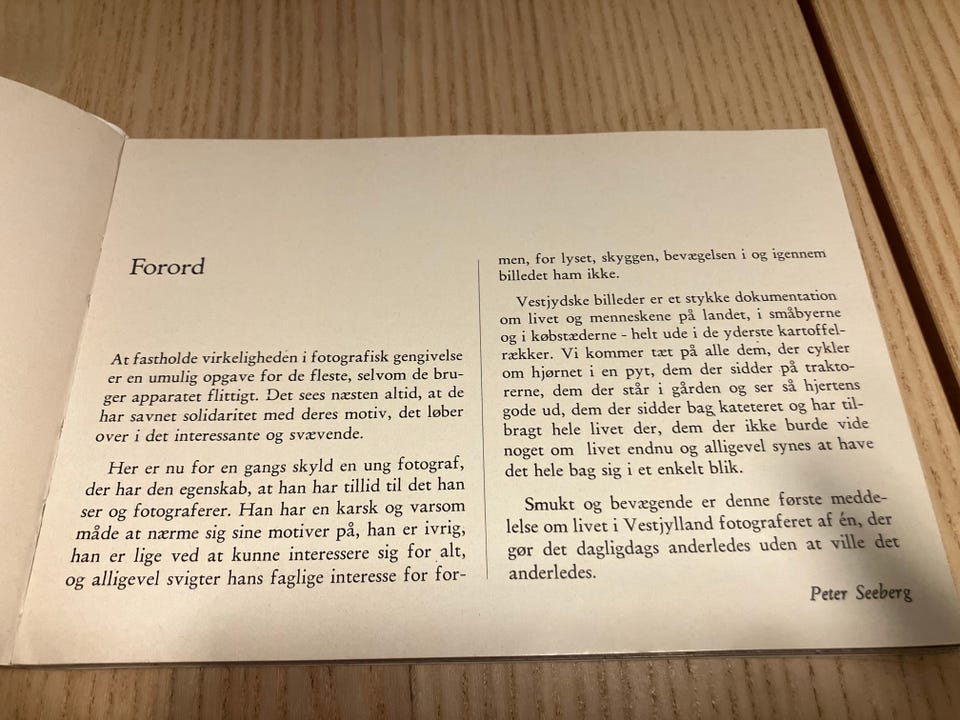 Forord
At fastholde virkeligheden i fotografisk gengivelse
er en umulig opgave for de fleste, selvom de bru-
ger apparatet flittigt. Det sees næsten altid, at de
har savnet solidaritet med deres motiv, det løber
over i det interessante og svævende.
Her er nu for en gangs skyld en ung fotograf,
der har den egenskab, at han har tillid til det han
ser og fotograferer. Han har en karsk og varsom
måde at nærme sig sine motiver på, han er ivrig,
han er lige ved at kunne interessere sig for alt,
og alligevel svigter hans faglige interesse for for-
men, for lyset, skyggen, bevægelsen i og igennem
billedet ham ikke.
Vestjydske billeder er et stykke dokumentation
om livet og menneskene på landet, i småbyerne
og i købstæderne - helt ude i de yderste kartoffel-
rækker. Vi kommer tæt på alle dem, der cykler
om hjørnet i en pyt, dem der sidder på trakto-
rerne, dem der står i gården og ser så hjertens
gode ud, dem der sidder bag kateteret og har til-
bragt hele livet der, dem der ikke burde vide
noget om livet endnu og alligevel synes at have
det hele bag sig i et enkelt blik.
Smukt og bevægende er denne første medde-
lelse om livet i Vestjylland fotograferet af én, der
gør det dagligdags anderledes uden at ville det
anderledes.
Peter Seeberg